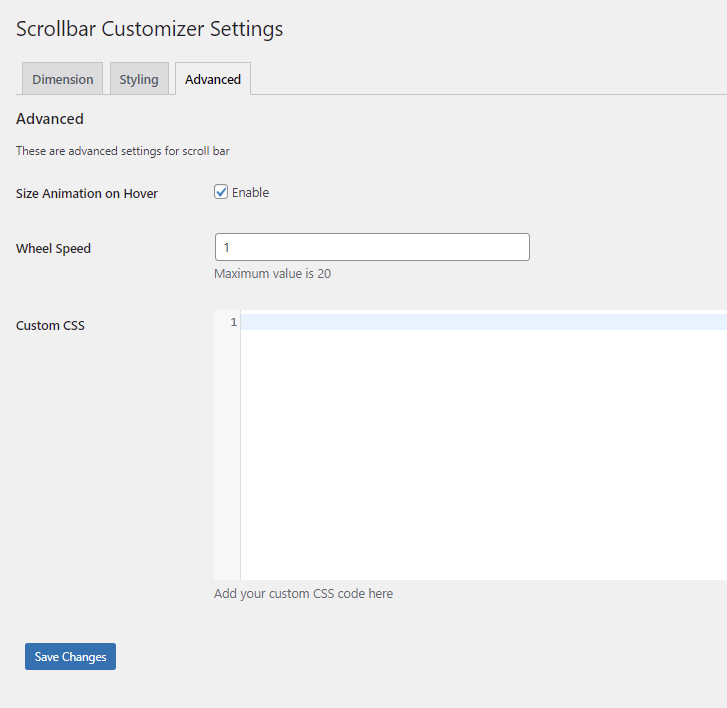 Scrollbar Customizer Settings
Dimension Styling Advanced
Advanced
These are advanced settings for scroll bar
Size Animation on Hover Enable
Wheel Speed 1
Maximum value is 20
Custom CSS 1
Add your custom CSS code here
Save Changes